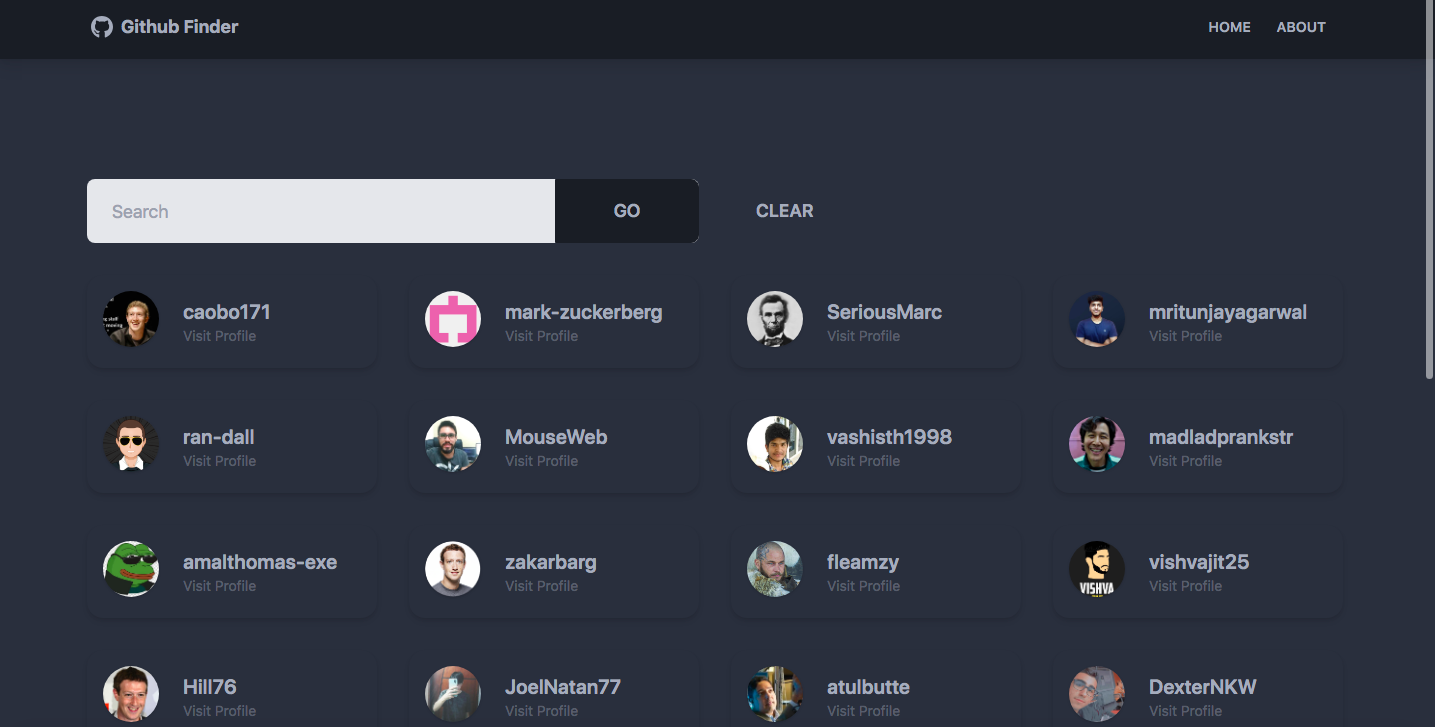 Github Finder
HOME
ABOUT
Search
GO
CLEAR
caobo171
Visit Profile
mark-zuckerberg
Visit Profile
SeriousMarc
Visit Profile
mritunjayagarwal
Visit Profile
ran-dall
Visit Profile
MouseWeb
Visit Profile
vashisth1998
Visit Profile
madladprankstr
Visit Profile
amalthomas-exe
Visit Profile
zakarbarg
Visit Profile
fleamzy
Visit Profile
VISHVA
vishvajit25
Visit Profile
Hill76
Visit Profile
JoelNatan77
Visit Profile
atulbutte
Visit Profile
DexterNKW
Visit Profile